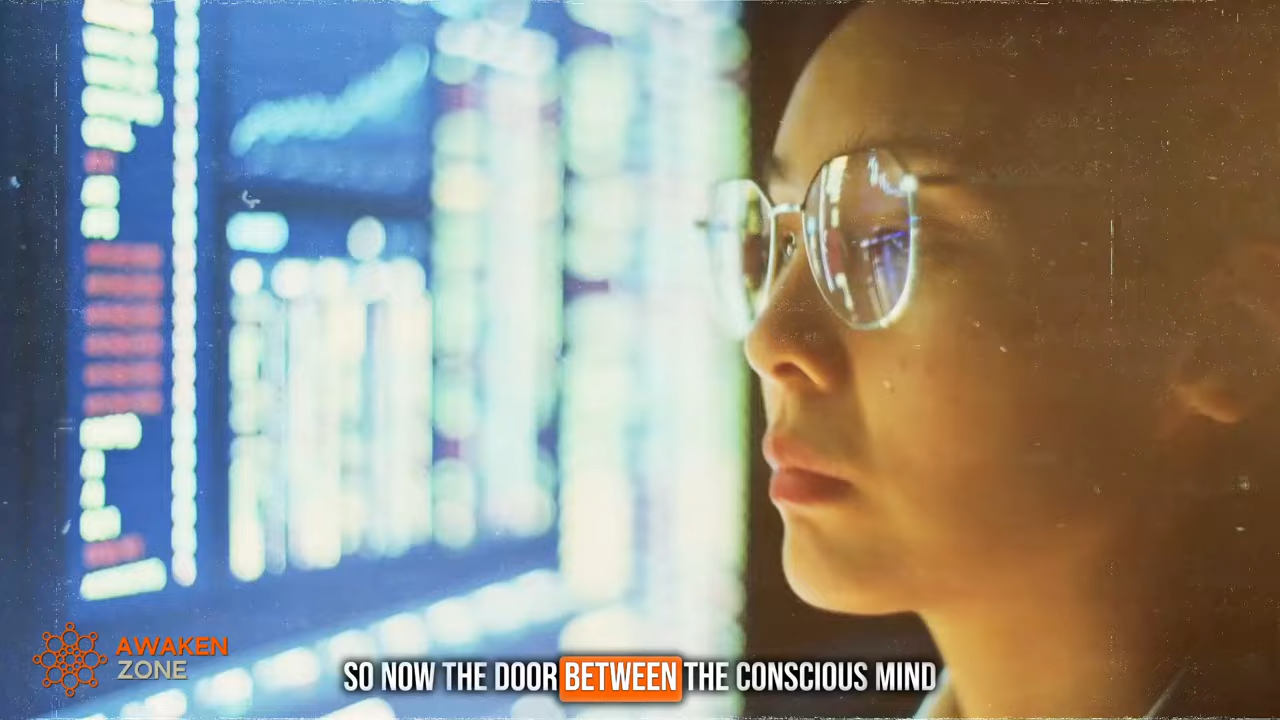 AWAKEN
ZONE
SO NOW THE DOOR BETWEEN THE CONSCIOUS MIND